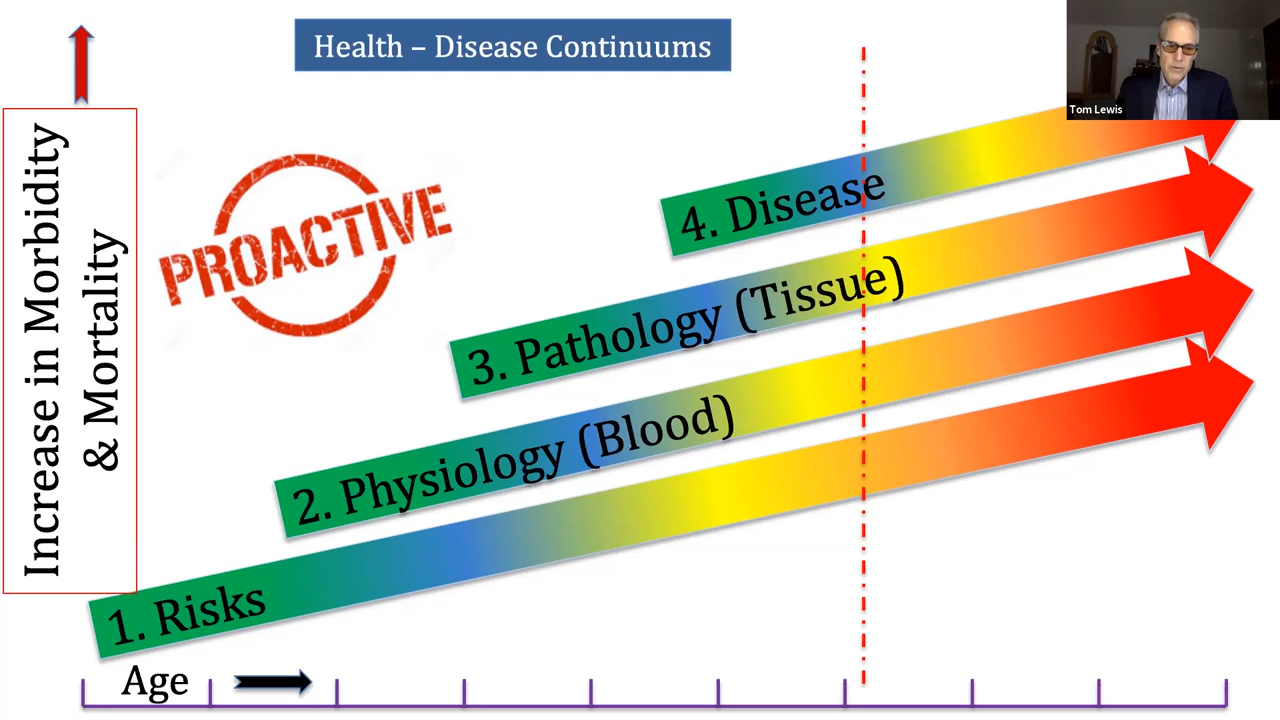 Health – Disease Continuums
Tom Lewis
Increase in Morbidity
& Mortality
PROACTIVE
4. Disease
3. Pathology (Tissue)
2. Physiology (Blood)
1. Risks
Age